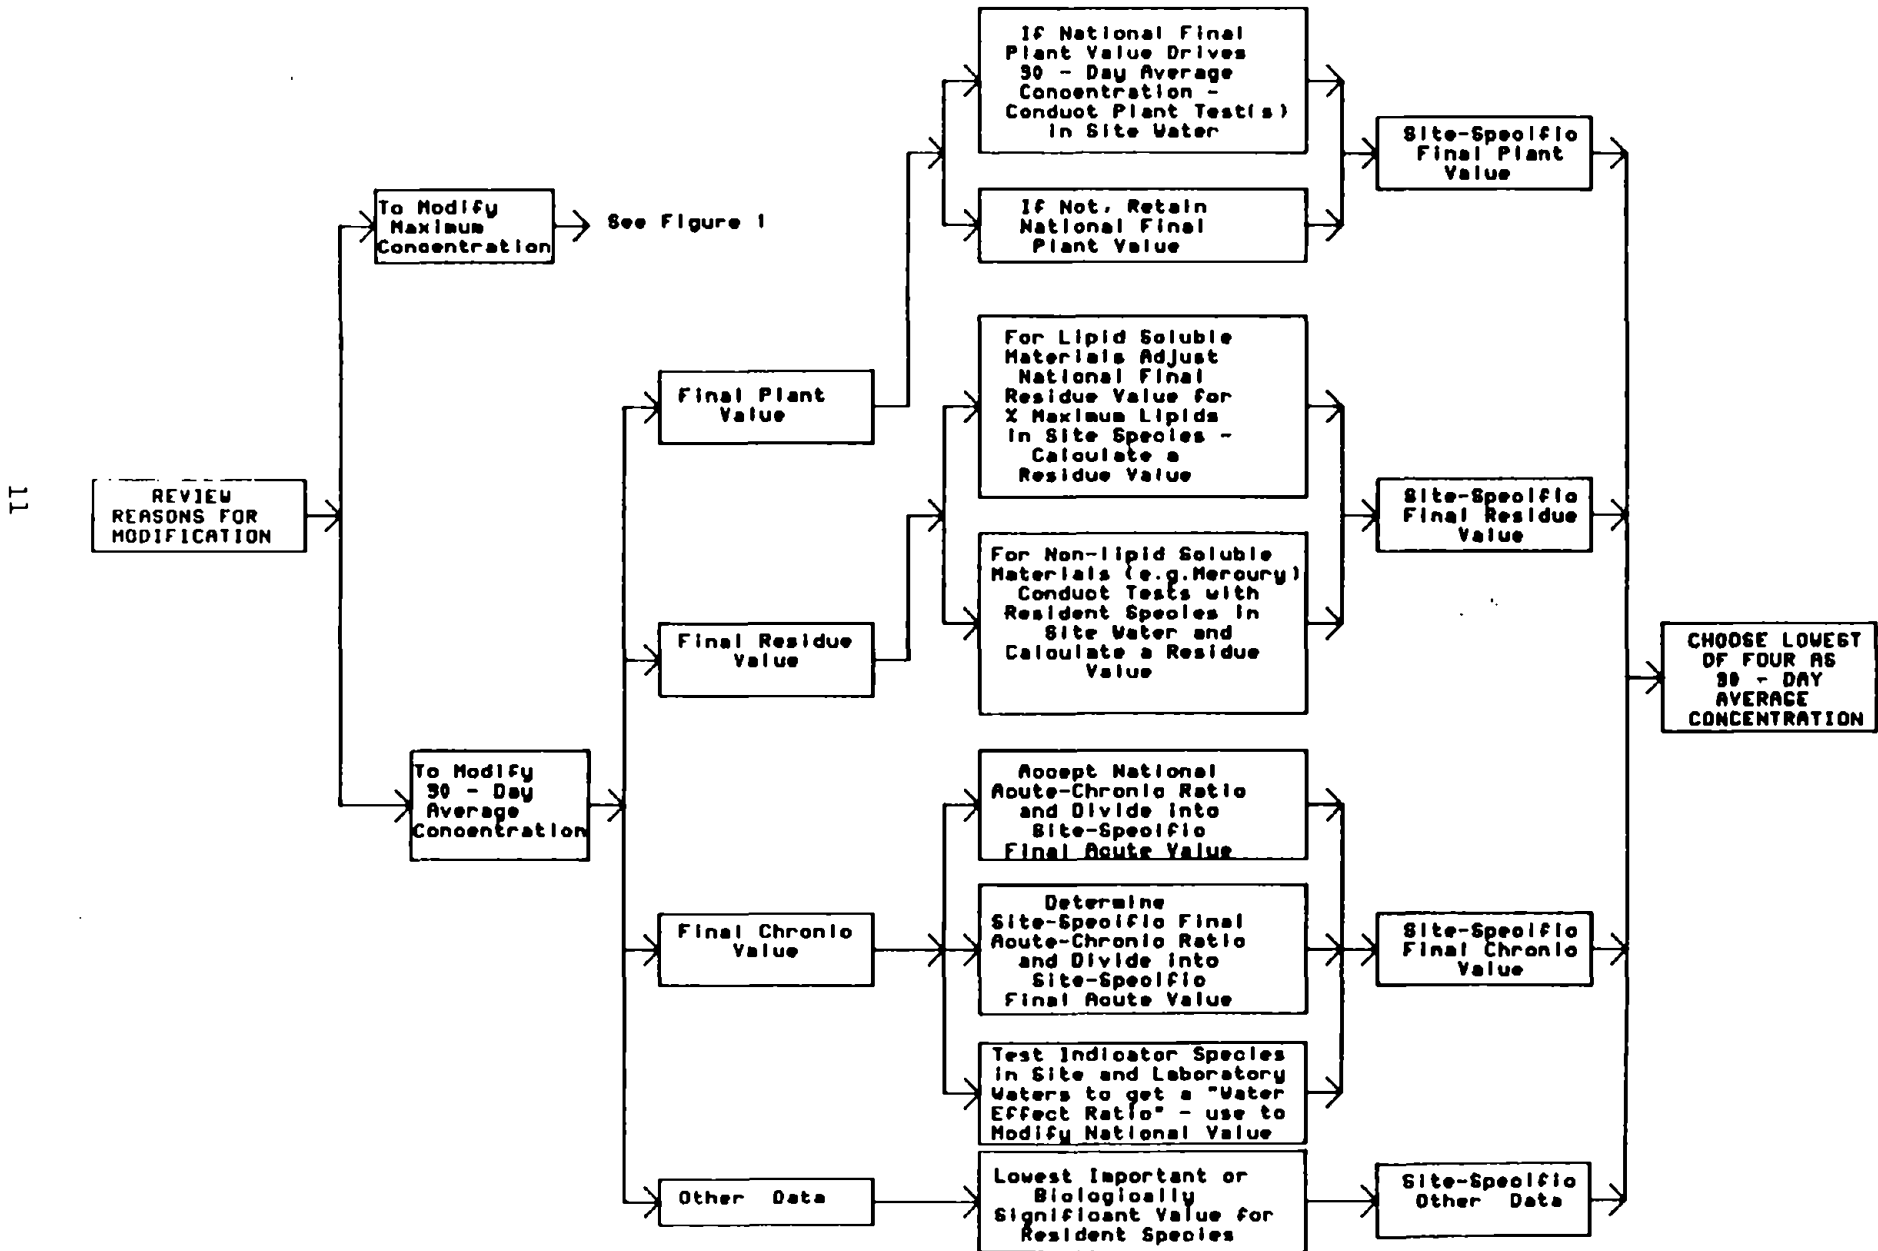 11
REVIEW
REASONS FOR
MODIFICATION
To Modify
Maximum
Concentration
See Figure 1
To Modify
30 - Day
Average
Concentration
Final Plant
Value
Final Residue
Value
Final Chronic
Value
Other Data
If National Final
Plant Value Drives
30 - Day Average
Concentration -
Conduct Plant Test(s)
in Site Water
If Not, Retain
National Final
Plant Value
For Lipid Soluble
Materials Adjust
National Final
Residue Value for
% Maximum Lipids
in Site Species -
Calculate a
Residue Value
For Non-lipid Soluble
Materials (e.g.Mercury)
Conduct Tests with
Resident Species in
Site Water and
Calculate a Residue
Value
Accept National
Acute-Chronic Ratio
and Divide into
Site-Specific
Final Acute Value
Determine
Site-Specific Final
Acute-Chronic Ratio
and Divide into
Site-Specific
Final Acute Value
Test Indicator Species
in Site and Laboratory
Waters to get a "Water
Effect Ratio" - use to
Modify National Value
Lowest Important or
Biologically
Significant Value for
Resident Species
Site-Specific
Final Plant
Value
Site-Specific
Final Residue
Value
Site-Specific
Final Chronic
Value
Site-Specific
Other Data
CHOOSE LOWEST
OF FOUR AS
30 - DAY
AVERAGE
CONCENTRATION